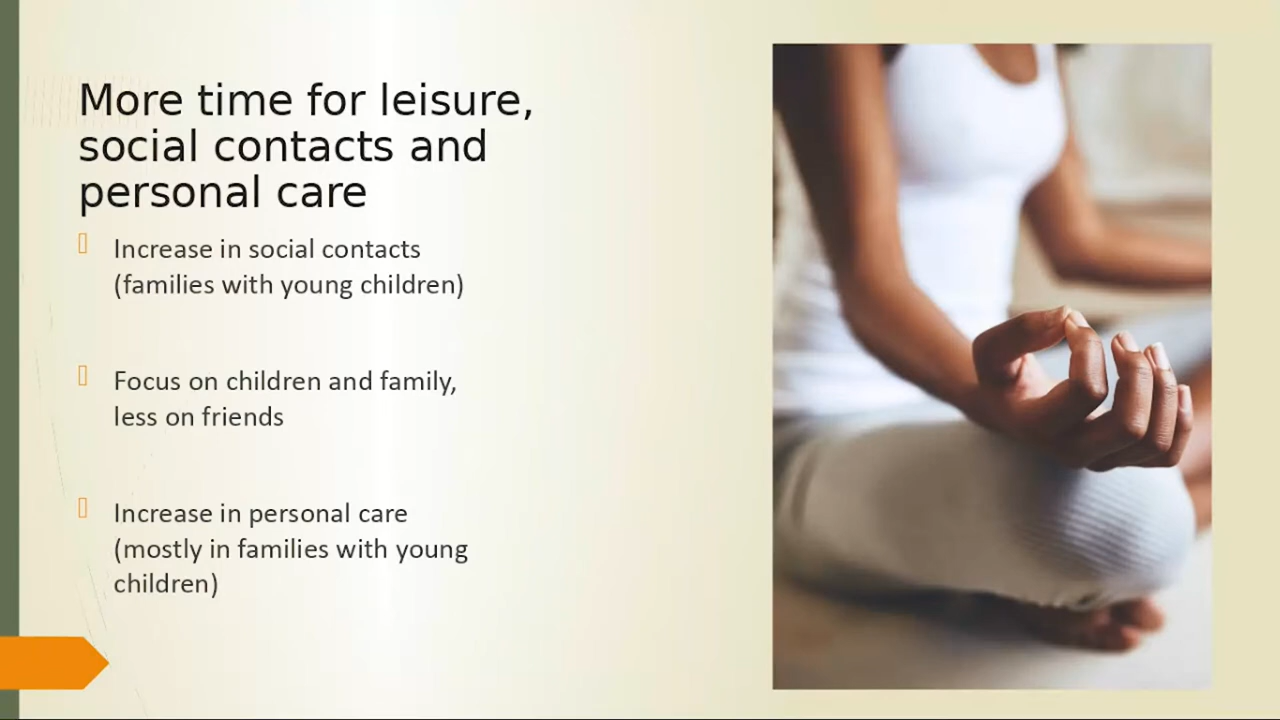 More time for leisure,
social contacts and
personal care
Increase in social contacts
(families with young children)
Focus on children and family,
less on friends
Increase in personal care
(mostly in families with young
children)